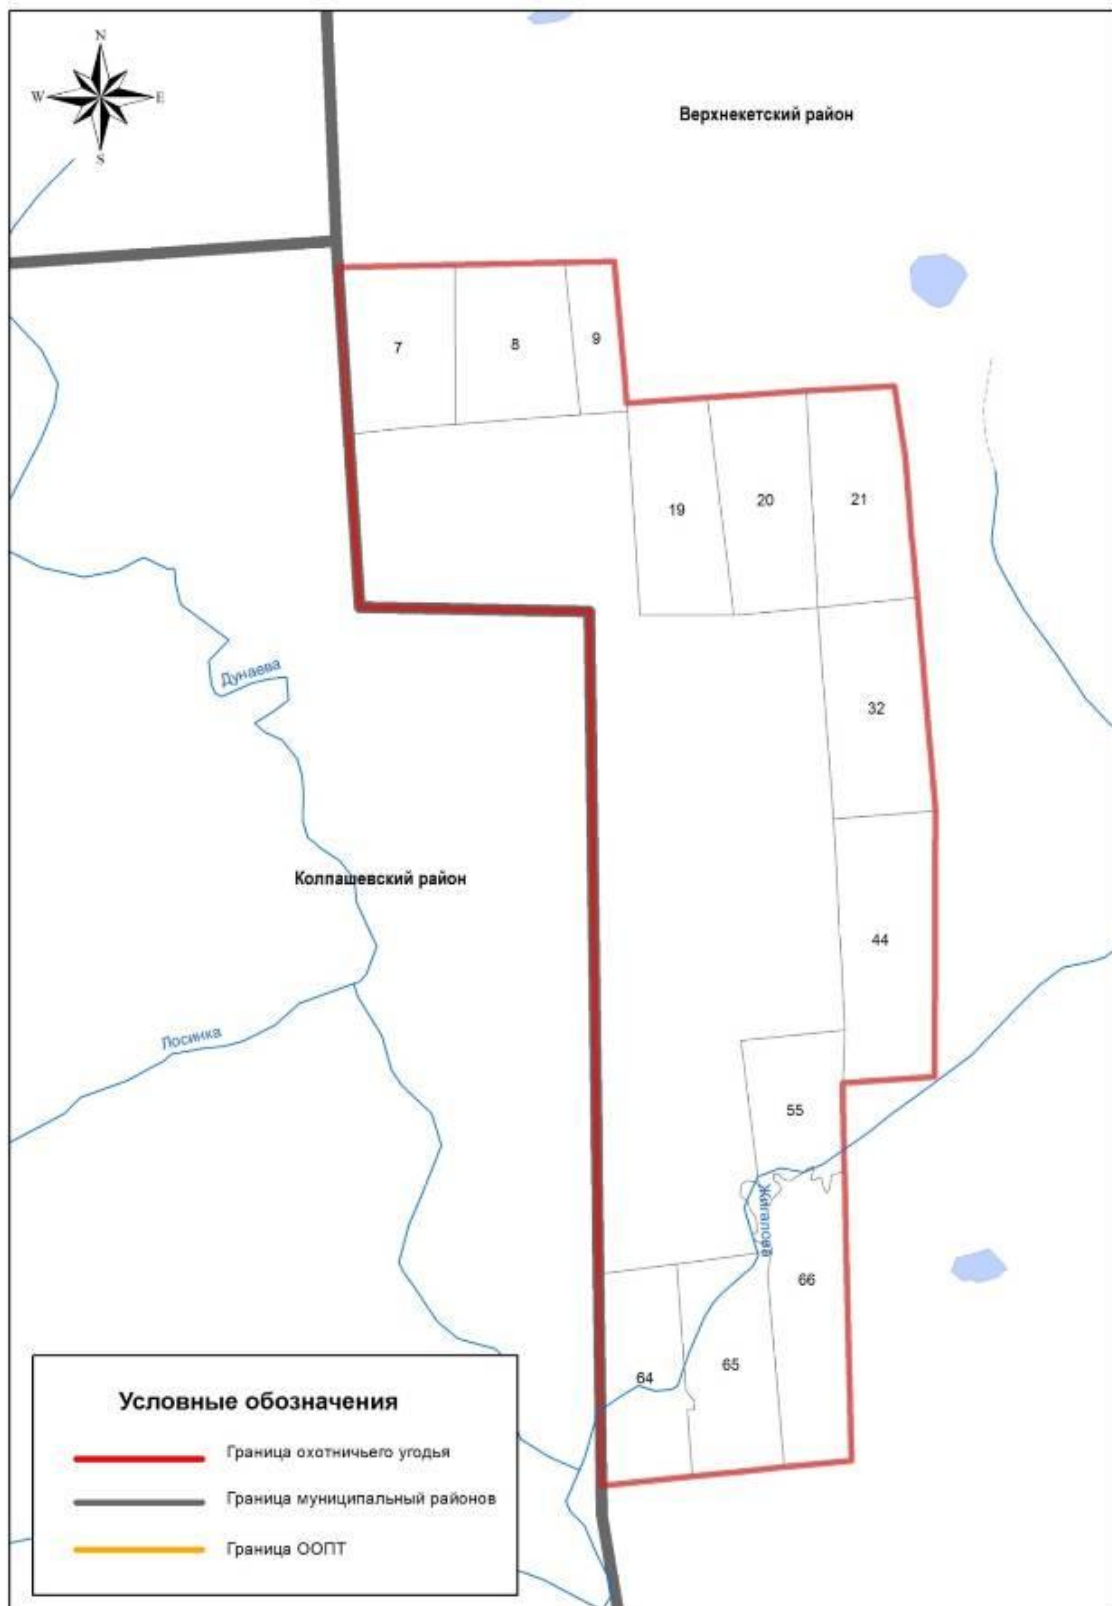 N
W E
S
Верхнекетский район
7
8
9
19
20
21
32
Дунаева
Колпашевский район
44
Лосинка
55
Жигалова
66
65
64
Условные обозначения
Граница охотничьего угодья
Граница муниципальный районов
Граница ООПТ